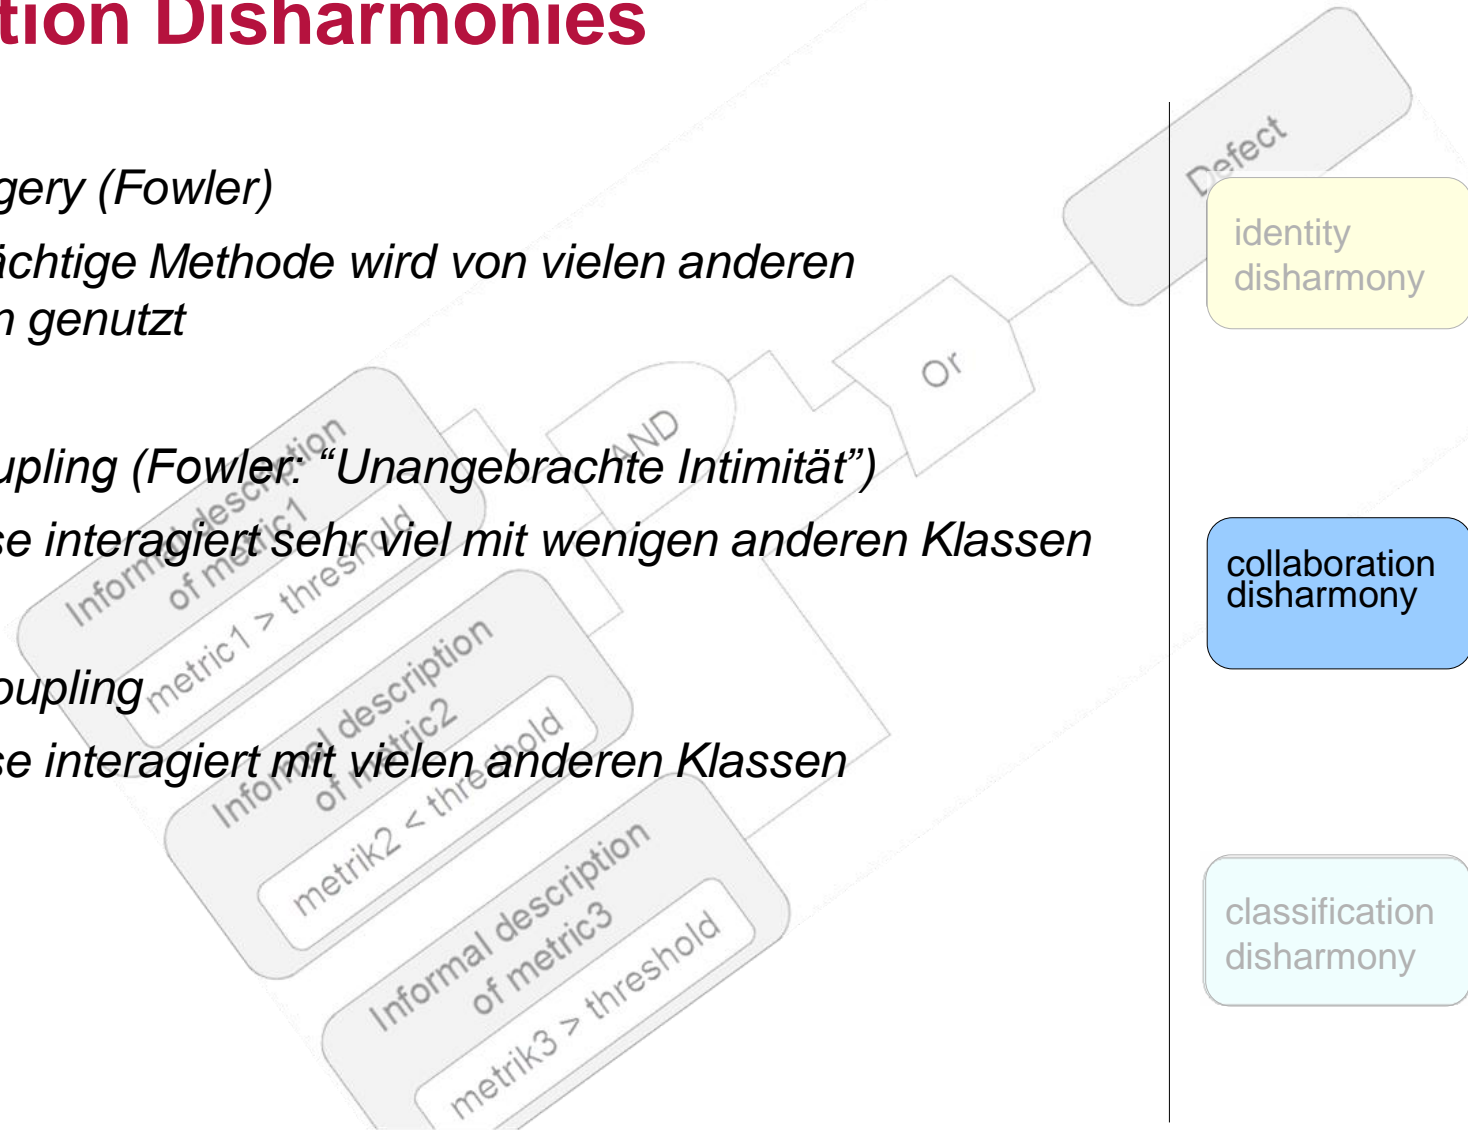 tion Disharmonies
gery (Fowler)
ächtige Methode wird von vielen anderen
n genutzt
upling (Fowler: “Unangebrachte Intimität”)
se interagiert sehr viel mit wenigen anderen Klassen
oupling
se interagiert mit vielen anderen Klassen
Informal description
of metric1
metric1 > threshold
Informal description
of metric2
metrik2 < threshold
Informal description
of metric3
metrik3 > threshold
AND
Or
Defect
identity
disharmony
collaboration
disharmony
classification
disharmony